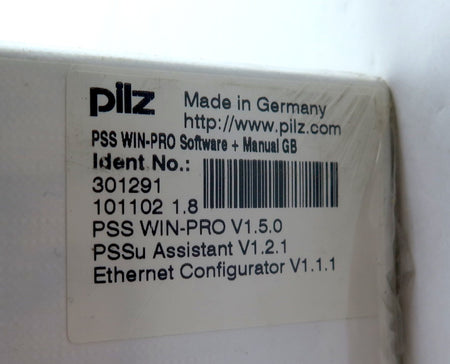 pilz
Made in Germany
http://www.pilz.com
PSS WIN-PRO Software + Manual GB
Ident No.:
301291
101102 1.8
PSS WIN-PRO V1.5.0
PSSu Assistant V1.2.1
Ethernet Configurator V1.1.1